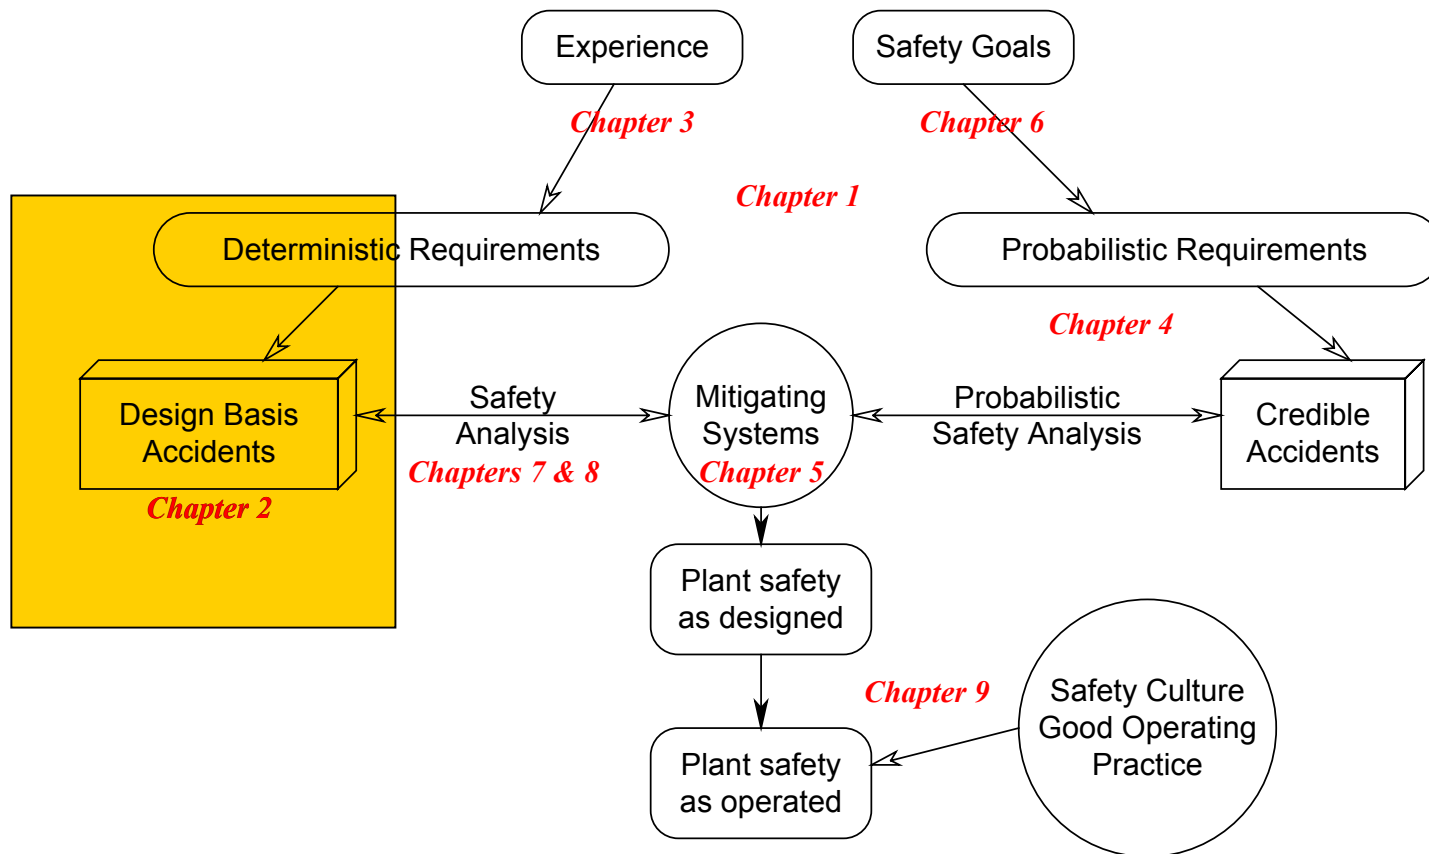 Experience
Safety Goals
Chapter 3
Chapter 6
Chapter 1
Deterministic Requirements
Probabilistic Requirements
Chapter 4
Design Basis
Accidents
Chapter 2
Safety
Analysis
Chapters 7 & 8
Mitigating
Systems
Chapter 5
Probabilistic
Safety Analysis
Credible
Accidents
Plant safety
as designed
Chapter 9
Safety Culture
Good Operating
Practice
Plant safety
as operated